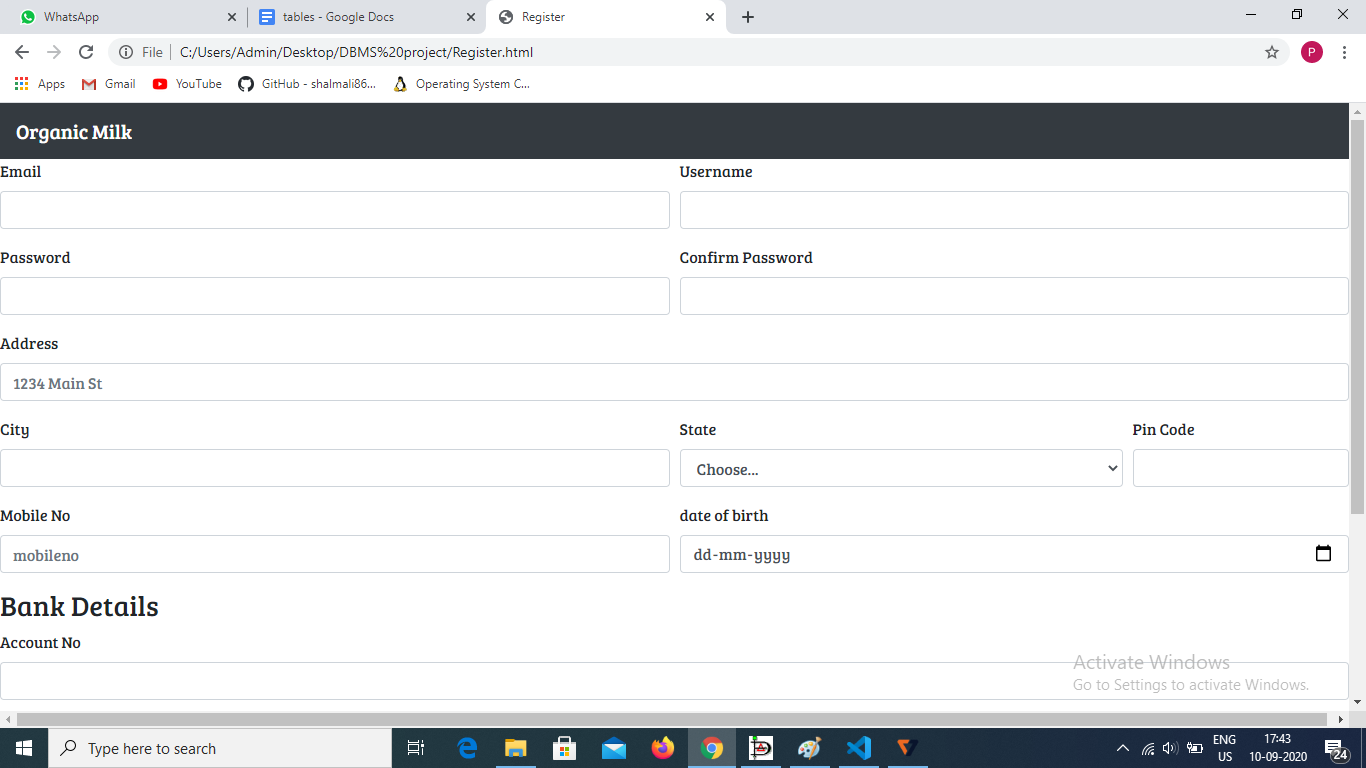 WhatsApp
tables - Google Docs
Register
File
C:/Users/Admin/Desktop/DBMS%20project/Register.html
P
Apps
Gmail
YouTube
GitHub - shalmali86...
Operating System C...
Organic Milk
Email
Username
Password
Confirm Password
Address
1234 Main St
City
State
Pin Code
Choose...
Mobile No
date of birth
mobileno
dd-mm-yyyy
Bank Details
Account No
Activate Windows
Go to Settings to activate Windows.
Type here to search
ENG
US
17:43
10-09-2020
24